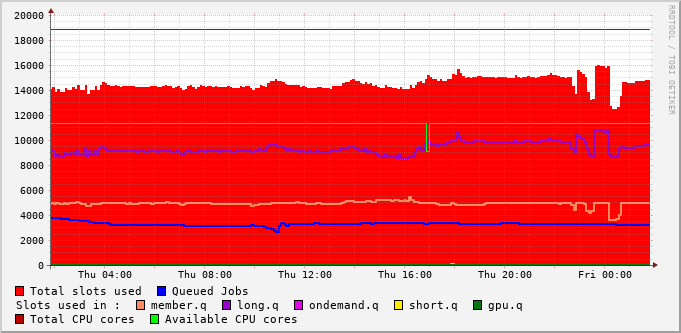 RRDTOOL / TOBI OETIKER
20000
18000
16000
14000
12000
10000
8000
6000
4000
2000
0
Thu 04:00 Thu 08:00 Thu 12:00 Thu 16:00 Thu 20:00 Fri 00:00
Total slots used Queued Jobs
Slots used in : member.q long.q ondemand.q short.q gpu.q
Total CPU cores Available CPU cores